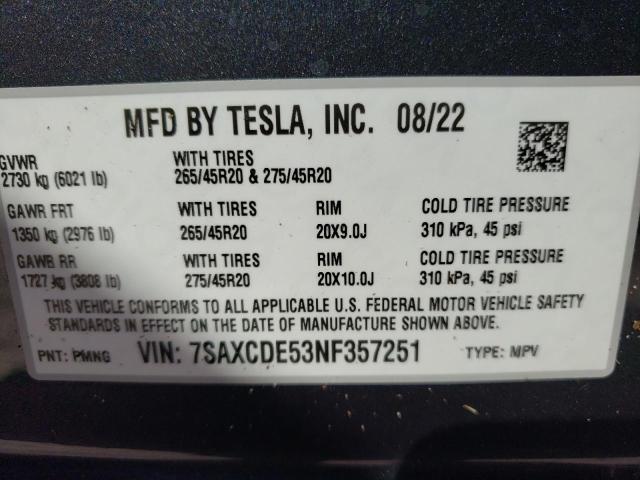 MFD BY TESLA, INC. 08/22
GVWR WITH TIRES
2730 kg (6021 lb) 265/45R20 & 275/45R20
GAWR FRT WITH TIRES RIM COLD TIRE PRESSURE
1350 kg (2976 lb) 265/45R20 20X9.0J 310 kPa, 45 psi
GAWR RR WITH TIRES RIM COLD TIRE PRESSURE
1727 kg (3808 lb) 275/45R20 20X10.0J 310 kPa, 45 psi
THIS VEHICLE CONFORMS TO ALL APPLICABLE U.S. FEDERAL MOTOR VEHICLE SAFETY
STANDARDS IN EFFECT ON THE DATE OF MANUFACTURE SHOWN ABOVE.
PNT: PMNG VIN: 7SAXCDE53NF357251 TYPE: MPV